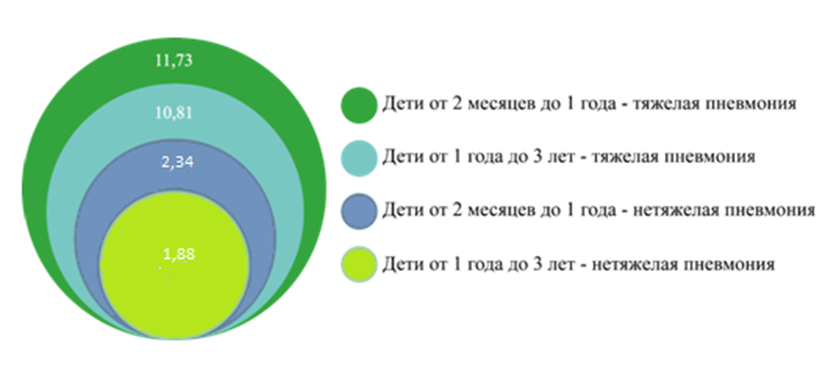 11,73
10,81
2,34
1,88
Дети от 2 месяцев до 1 года - тяжелая пневмония
Дети от 1 года до 3 лет - тяжелая пневмония
Дети от 2 месяцев до 1 года - нетяжелая пневмония
Дети от 1 года до 3 лет - нетяжелая пневмония